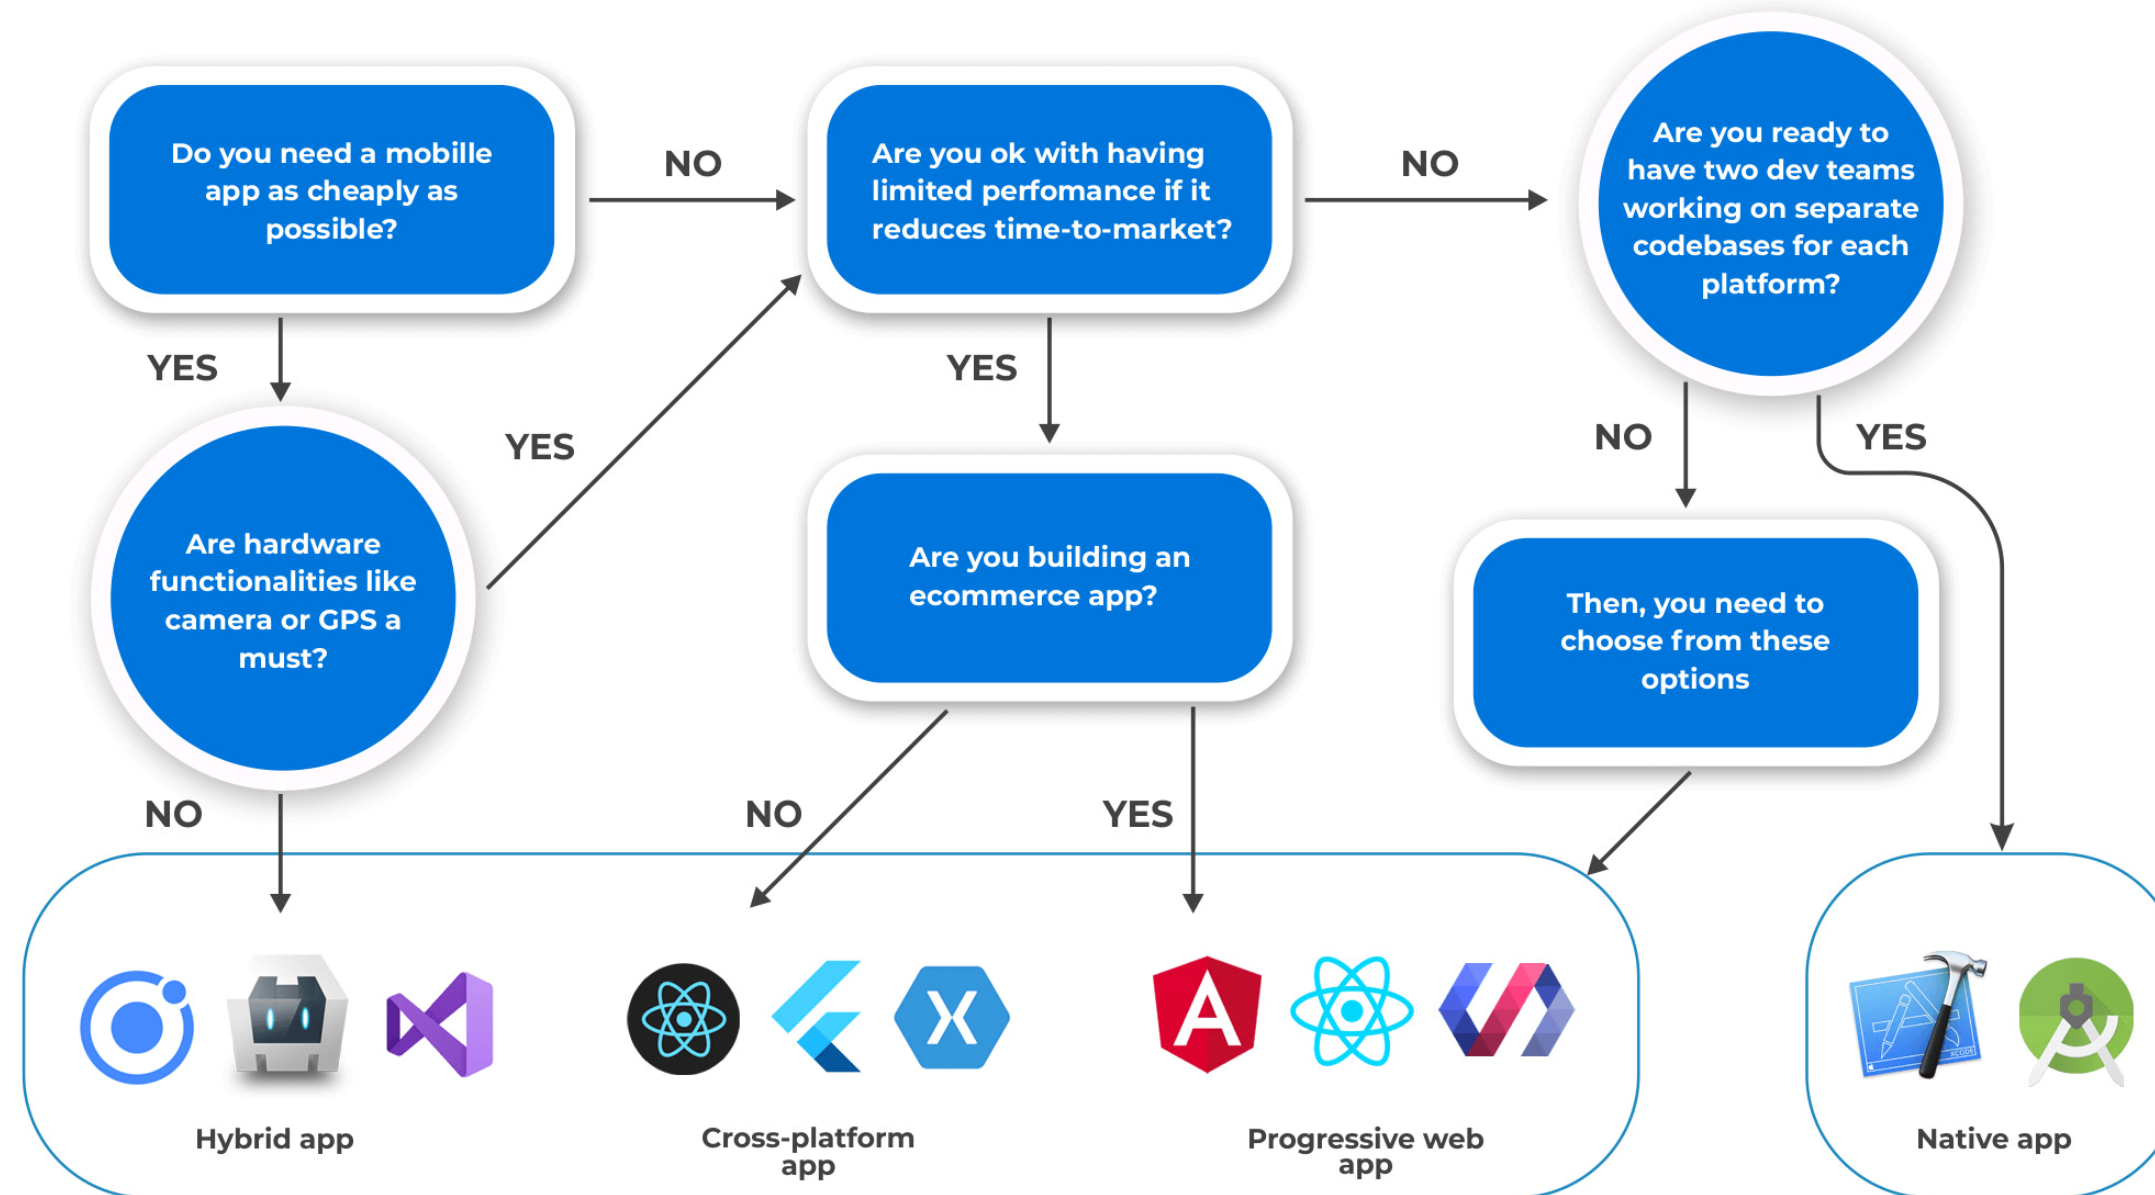 Do you need a mobille
app as cheaply as
possible?
NO
Are you ok with having
limited perfomance if it
reduces time-to-market?
NO
Are you ready to
have two dev teams
working on separate
codebases for each
platform?
YES
YES
YES
NO
YES
Are hardware
functionalities like
camera or GPS a
must?
Are you building an
ecommerce app?
Then, you need to
choose from these
options
NO
NO
YES
XCODE
Hybrid app
Cross-platform
app
Progressive web
app
Native app